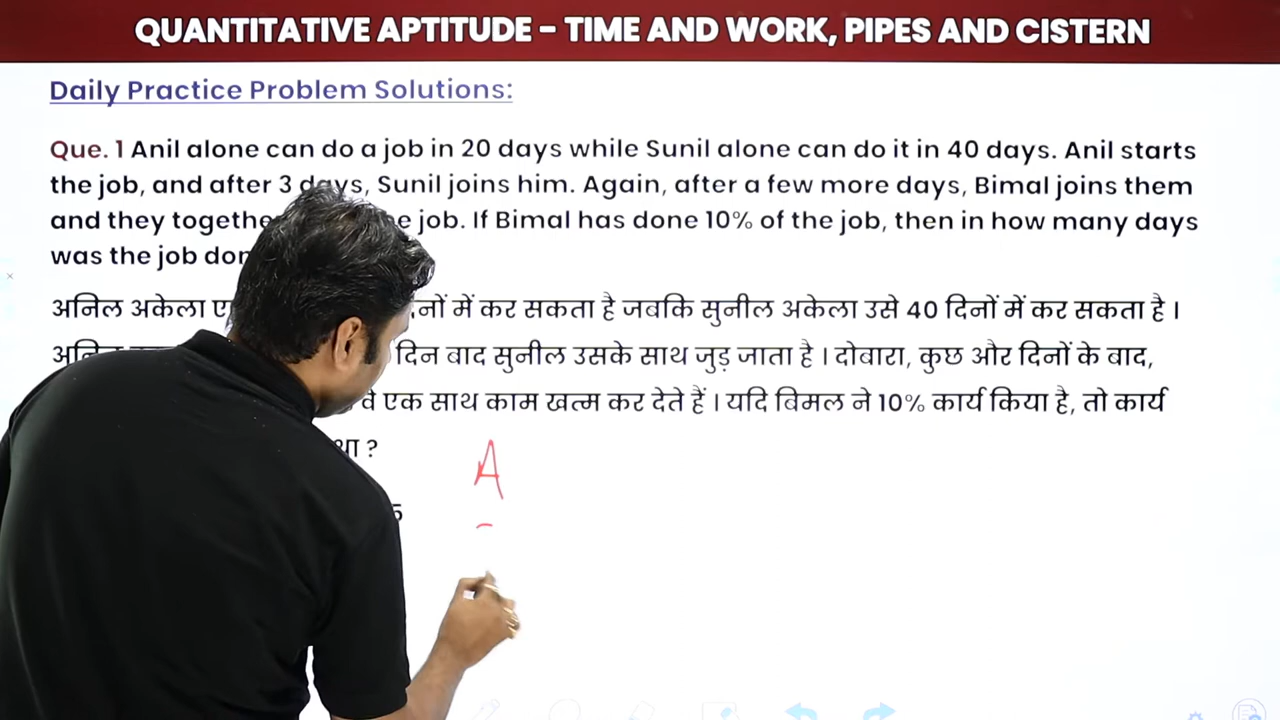 QUANTITATIVE APTITUDE – TIME AND WORK, PIPES AND CISTERN
Daily Practice Problem Solutions:
Que. 1 Anil alone can do a job in 20 days while Sunil alone can do it in 40 days. Anil starts
the job, and after 3 days, Sunil joins him. Again, after a few more days, Bimal joins them
and they job. If Bimal has done 10% of the job, then in how many days
was the job
अनिल अकेला में कर सकता है जबकि सुनील अकेला उसे 40 दिनों में कर सकता है ।
दिन बाद सुनील उसके साथ जुड़ जाता है । दोबारा, कुछ और दिनों के बाद,
वे एक साथ काम खत्म कर देते हैं । यदि बिमल ने 10% कार्य किया है, तो कार्य
?
A